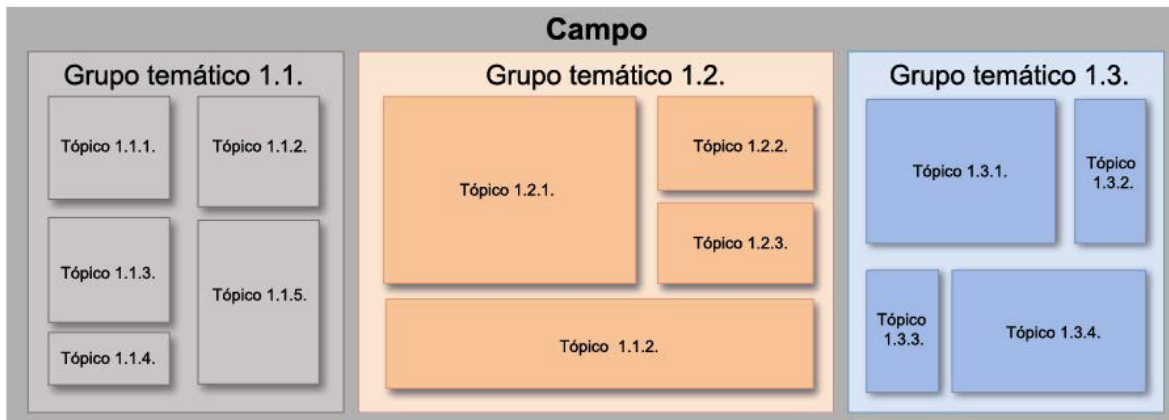 Campo
Grupo temático 1.1.
Tópico 1.1.1.
Tópico 1.1.2.
Tópico 1.1.3.
Tópico 1.1.5.
Tópico 1.1.4.
Grupo temático 1.2.
Tópico 1.2.1.
Tópico 1.2.2.
Tópico 1.2.3.
Tópico 1.1.2.
Grupo temático 1.3.
Tópico 1.3.1.
Tópico
1.3.2.
Tópico
1.3.3.
Tópico 1.3.4.